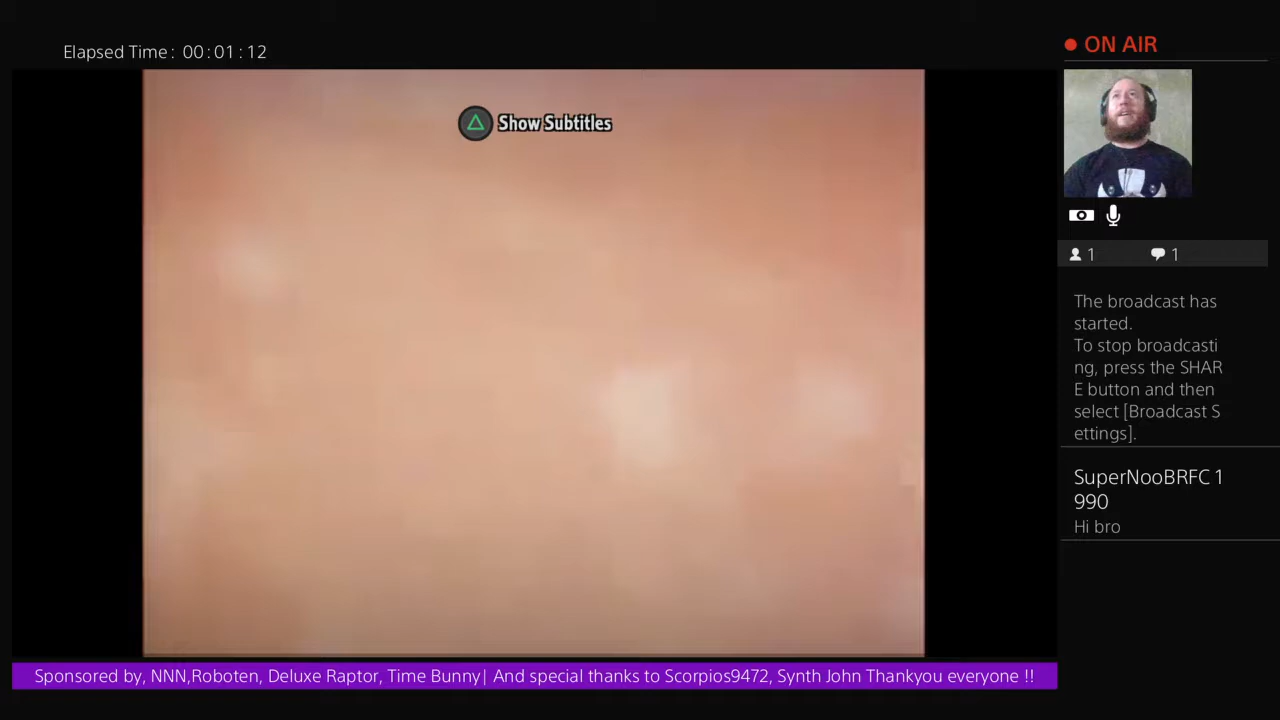 Elapsed Time: 00:01:12
ON AIR
Show Subtitles
1
1
The broadcast has
started.
To stop broadcasti
ng, press the SHAR
E button and then
select [Broadcast S
ettings].
SuperNooBRFC1
990
Hi bro
Sponsored by, NNN,Roboten, Deluxe Raptor, Time Bunny| And special thanks to Scorpios9472, Synth John Thankyou everyone !!